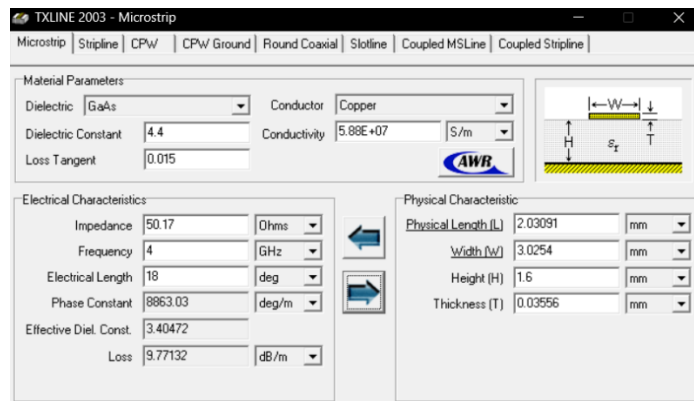 TXLINE 2003 - Microstrip
Microstrip Stripline CPW CPW Ground Round Coaxial Slotline Coupled MSLine Coupled Stripline
Material Parameters
Dielectric GaAs Conductor Copper
Dielectric Constant 4.4 Conductivity 5.88E+07 S/m
Loss Tangent 0.015 AWR
W
H εr T
Electrical Characteristics
Impedance 50.17 Ohms
Frequency 4 GHz
Electrical Length 18 deg
Phase Constant 8863.03 deg/m
Effective Diel. Const. 3.40472
Loss 9.77132 dB/m
Physical Characteristic
Physical Length (L) 2.03091 mm
Width (W) 3.0254 mm
Height (H) 1.6 mm
Thickness (T) 0.03556 mm